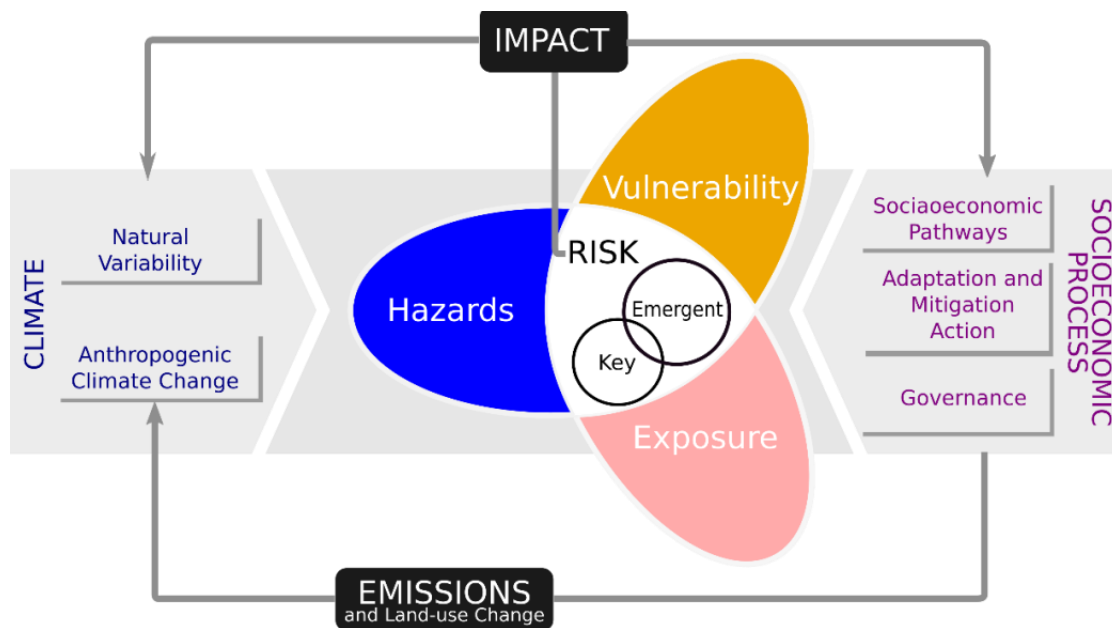 IMPACT
CLIMATE
Natural
Variability
Anthropogenic
Climate Change
Hazards
Vulnerability
RISK
Emergent
Key
Exposure
Sociaoeconomic
Pathways
Adaptation and
Mitigation
Action
Governance
SOCIOECONOMIC
PROCESS
EMISSIONS
and Land-use Change